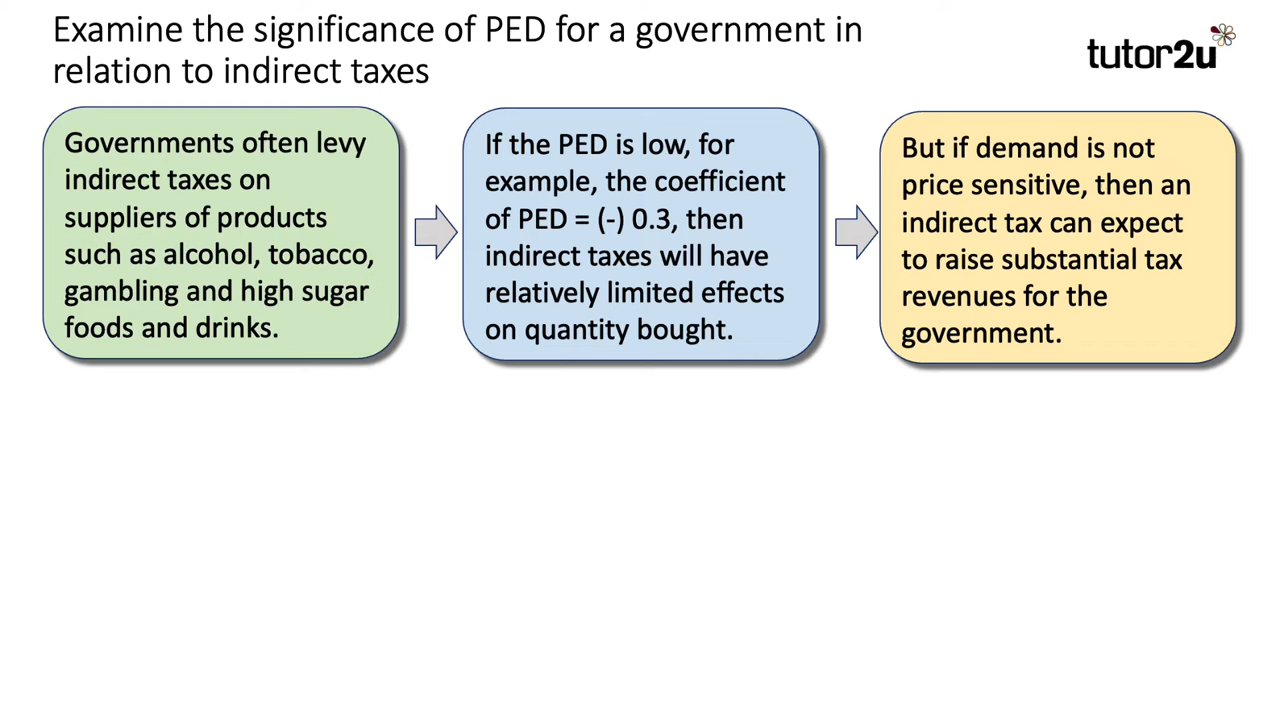 Examine the significance of PED for a government in
relation to indirect taxes
tutor2u
Governments often levy
indirect taxes on
suppliers of products
such as alcohol, tobacco,
gambling and high sugar
foods and drinks.
If the PED is low, for
example, the coefficient
of PED = (-) 0.3, then
indirect taxes will have
relatively limited effects
on quantity bought.
But if demand is not
price sensitive, then an
indirect tax can expect
to raise substantial tax
revenues for the
government.